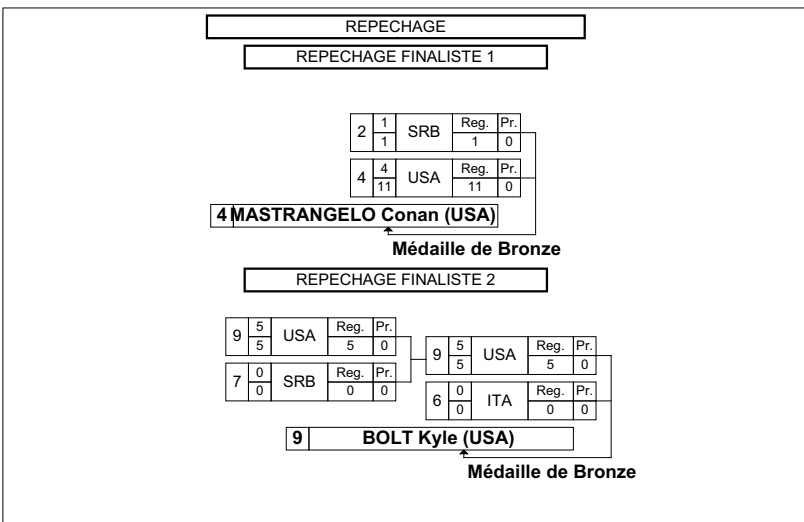 REPECHAGE
REPECHAGE FINALISTE 1
2 1 SRB Reg. Pr.
1 1 0
4 4 USA Reg. Pr.
11 11 0
4 MASTRANGELO Conan (USA)
Médaille de Bronze
REPECHAGE FINALISTE 2
9 5 USA Reg. Pr.
5 5 0
7 0 SRB Reg. Pr.
0 0 0
9 5 USA Reg. Pr.
5 5 0
6 0 ITA Reg. Pr.
0 0 0
9 BOLT Kyle (USA)
Médaille de Bronze